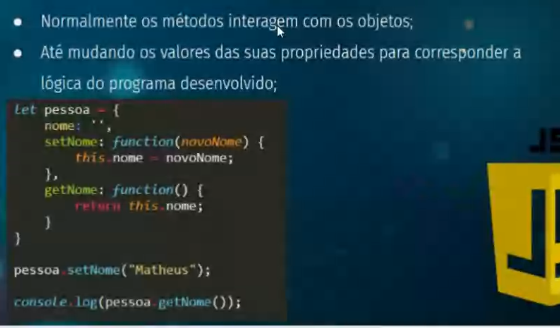 ● Normalmente os métodos interagem com os objetos;
● Até mudando os valores das suas propriedades para corresponder a
lógica do programa desenvolvido;
let pessoa = {
nome: '',
setNome: function(novoNome) {
this.nome = novoNome;
},
getNome: function() {
return this.nome;
}
}
pessoa.setNome("Matheus");
console.log(pessoa.getNome());
JS